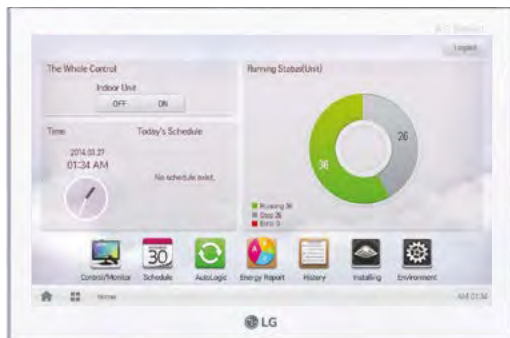 Logout
The Whole Control
Indoor Unit
OFF ON
Running Status(Unit)
26
36
Running 36
Stop 26
Error 0
Time
Today's Schedule
2014.03.27
01:34 AM
No schedule exist.
30
Control/Monitor
Schedule
AutoLogic
Energy Report
History
Installing
Environment
Home
AM 01:34
LG